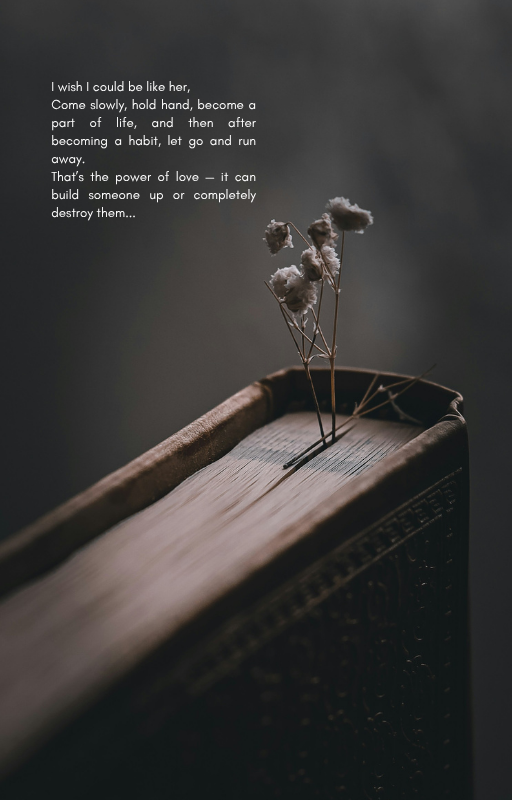 I wish I could be like her,
Come slowly, hold hand, become a
part of life, and then after
becoming a habit, let go and run
away.
That's the power of love — it can
build someone up or completely
destroy them...